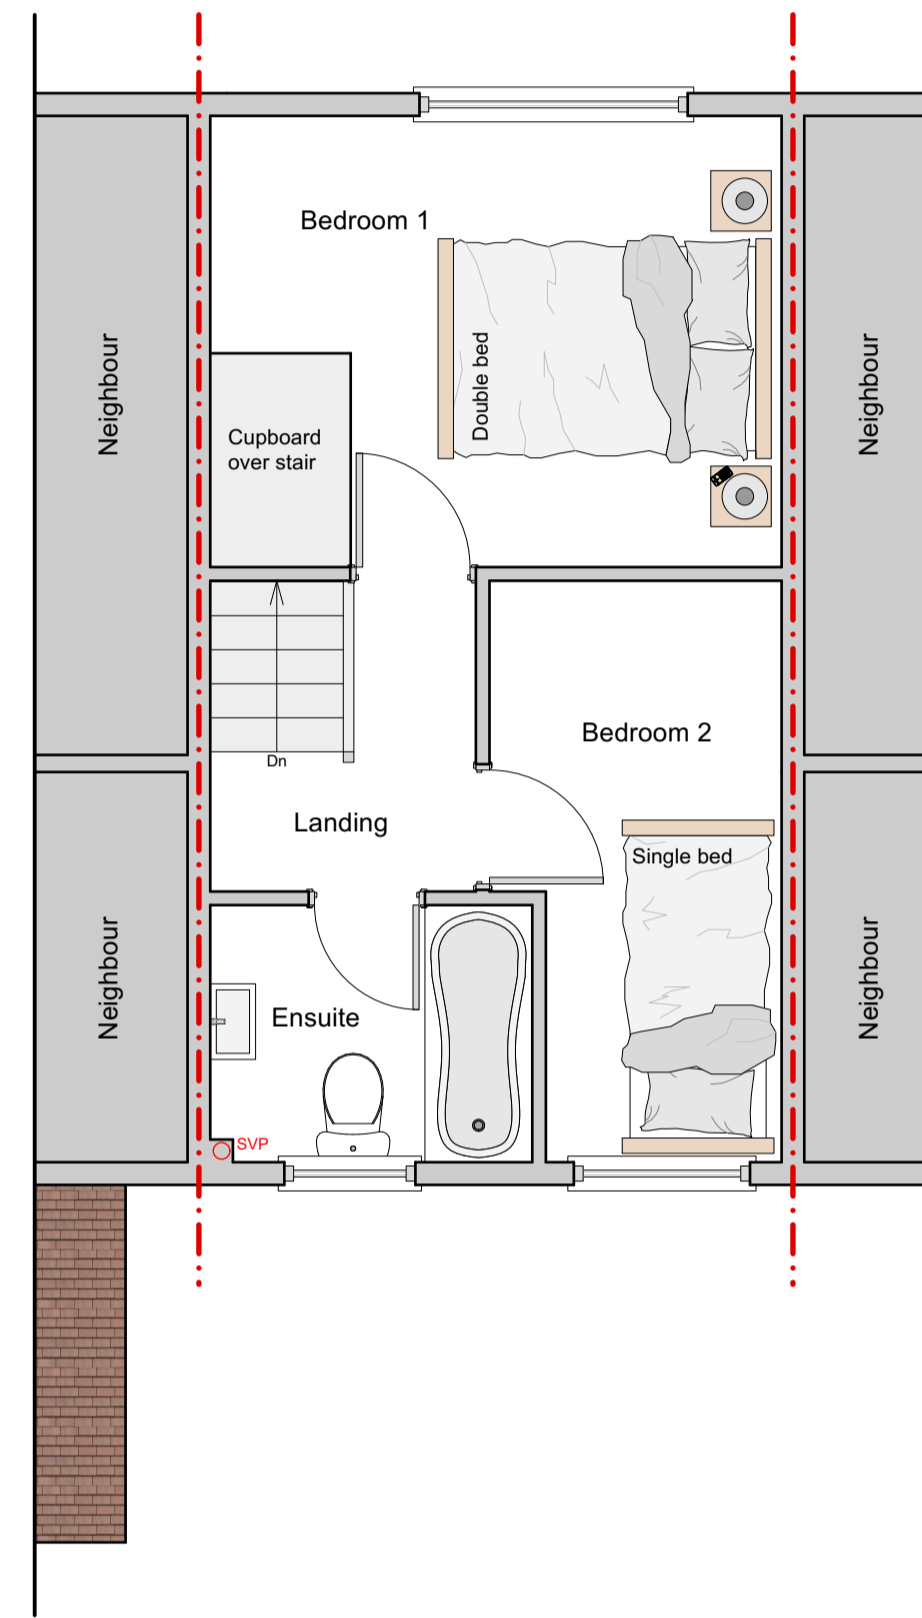 Bedroom 1
Neighbour
Double bed
Neighbour
Cupboard
over stair
Bedroom 2
Dn
Landing
Single bed
Neighbour
Ensuite
Neighbour
SVP